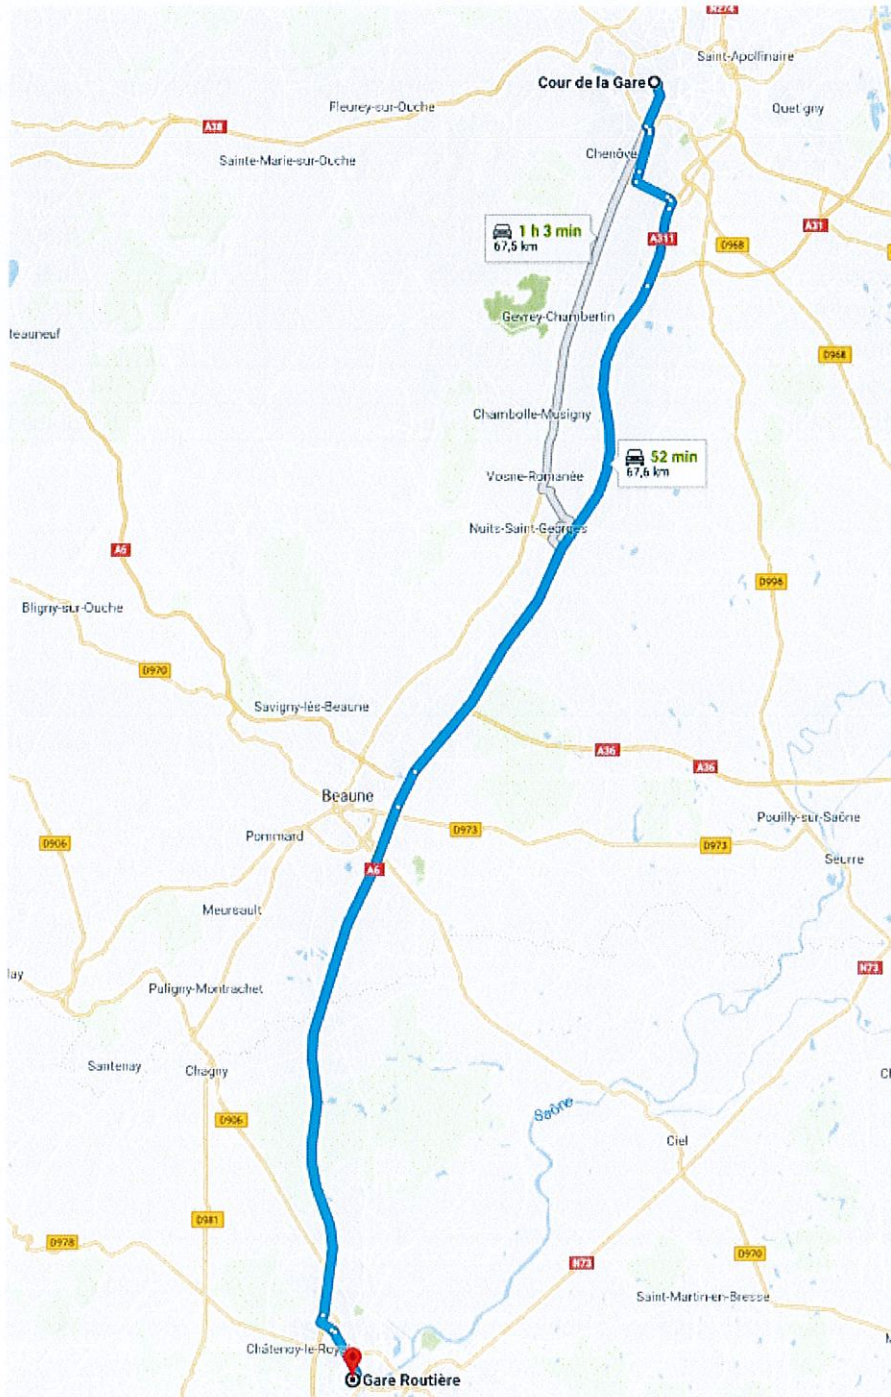 N274
Saint-Apollinaire
Cour de la Gare
Fleurey-sur-Ouche
Quetigny
A38
Sainte-Marie-sur-Ouche
Chenôve
1 h 3 min
67,5 km
A311
A31
D968
Gevrey-Chambertin
teauneuf
D968
Chambolle-Musigny
52 min
67,6 km
Vosne-Romanée
Nuits-Saint-Georges
A6
D996
Bligny-sur-Ouche
D970
Savigny-lès-Beaune
A36
A36
Beaune
Pouilly-sur-Saône
D973
D906
Pommard
D973
Seurre
A6
Meursault
lay
N73
Puligny-Montrachet
Santenay
Chagny
Saône
D906
Ciel
D981
D978
D970
N73
Saint-Martin-en-Bresse
Châtenoy-le-Roy
Gare Routière